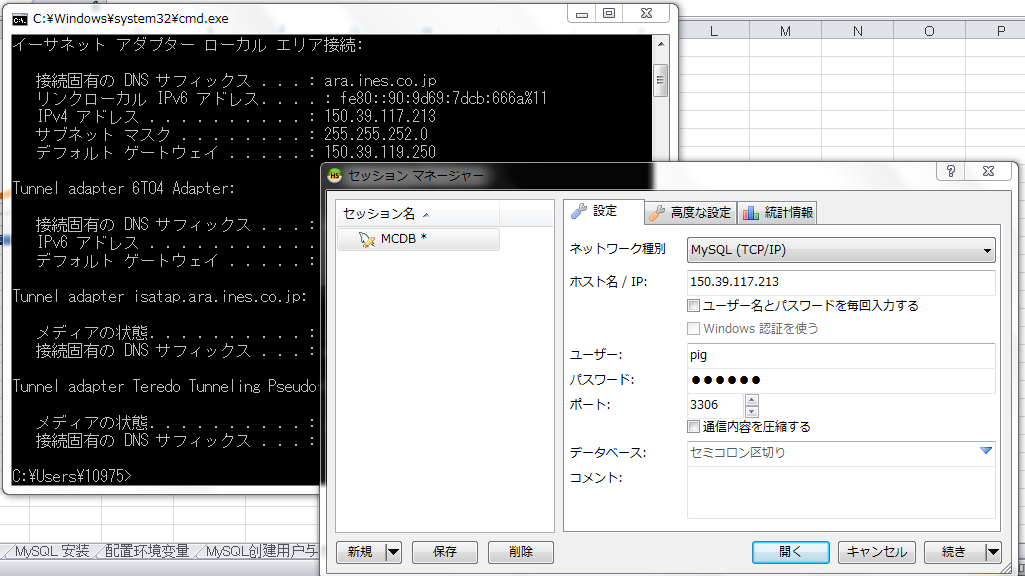 C:¥Windows¥system32¥cmd.exe
イーサネット アダプター ローカル エリア接続:
接続固有の DNS サフィックス . . . . : ara.ines.co.jp
リンクローカル IPv6 アドレス. . . . . : fe80::90:9d69:7dcb:666a%11
IPv4 アドレス . . . . . . . . . . . . : 150.39.117.213
サブネット マスク . . . . . . . . . . : 255.255.252.0
デフォルト ゲートウェイ . . . . . . : 150.39.119.250
Tunnel adapter 6TO4 Adapter:
接続固有の DNS サフィックス . . . . :
IPv6 アドレス . . . . . . . . . . . .
デフォルト ゲートウェイ . . . . . . :
Tunnel adapter isatap.ara.ines.co.jp:
メディアの状態. . . . . . . . . . . . :
接続固有の DNS サフィックス . . . . :
Tunnel adapter Teredo Tunneling Pseudo-
メディアの状態. . . . . . . . . . . . :
接続固有の DNS サフィックス . . . . :
C:¥Users¥10975>
L M N O P
セッション マネージャー
セッション名
MCDB *
設定 高度な設定 統計情報
ネットワーク種別 MySQL (TCP/IP)
ホスト名 / IP: 150.39.117.213
ユーザー名とパスワードを毎回入力する
Windows 認証を使う
ユーザー: pig
パスワード: ●●●●●●
ポート: 3306
通信内容を圧縮する
データベース: セミコロン区切り
コメント:
新規 保存 削除 開く キャンセル 続き
MySQL 安装 配置环境变量 MySQL创建用户与